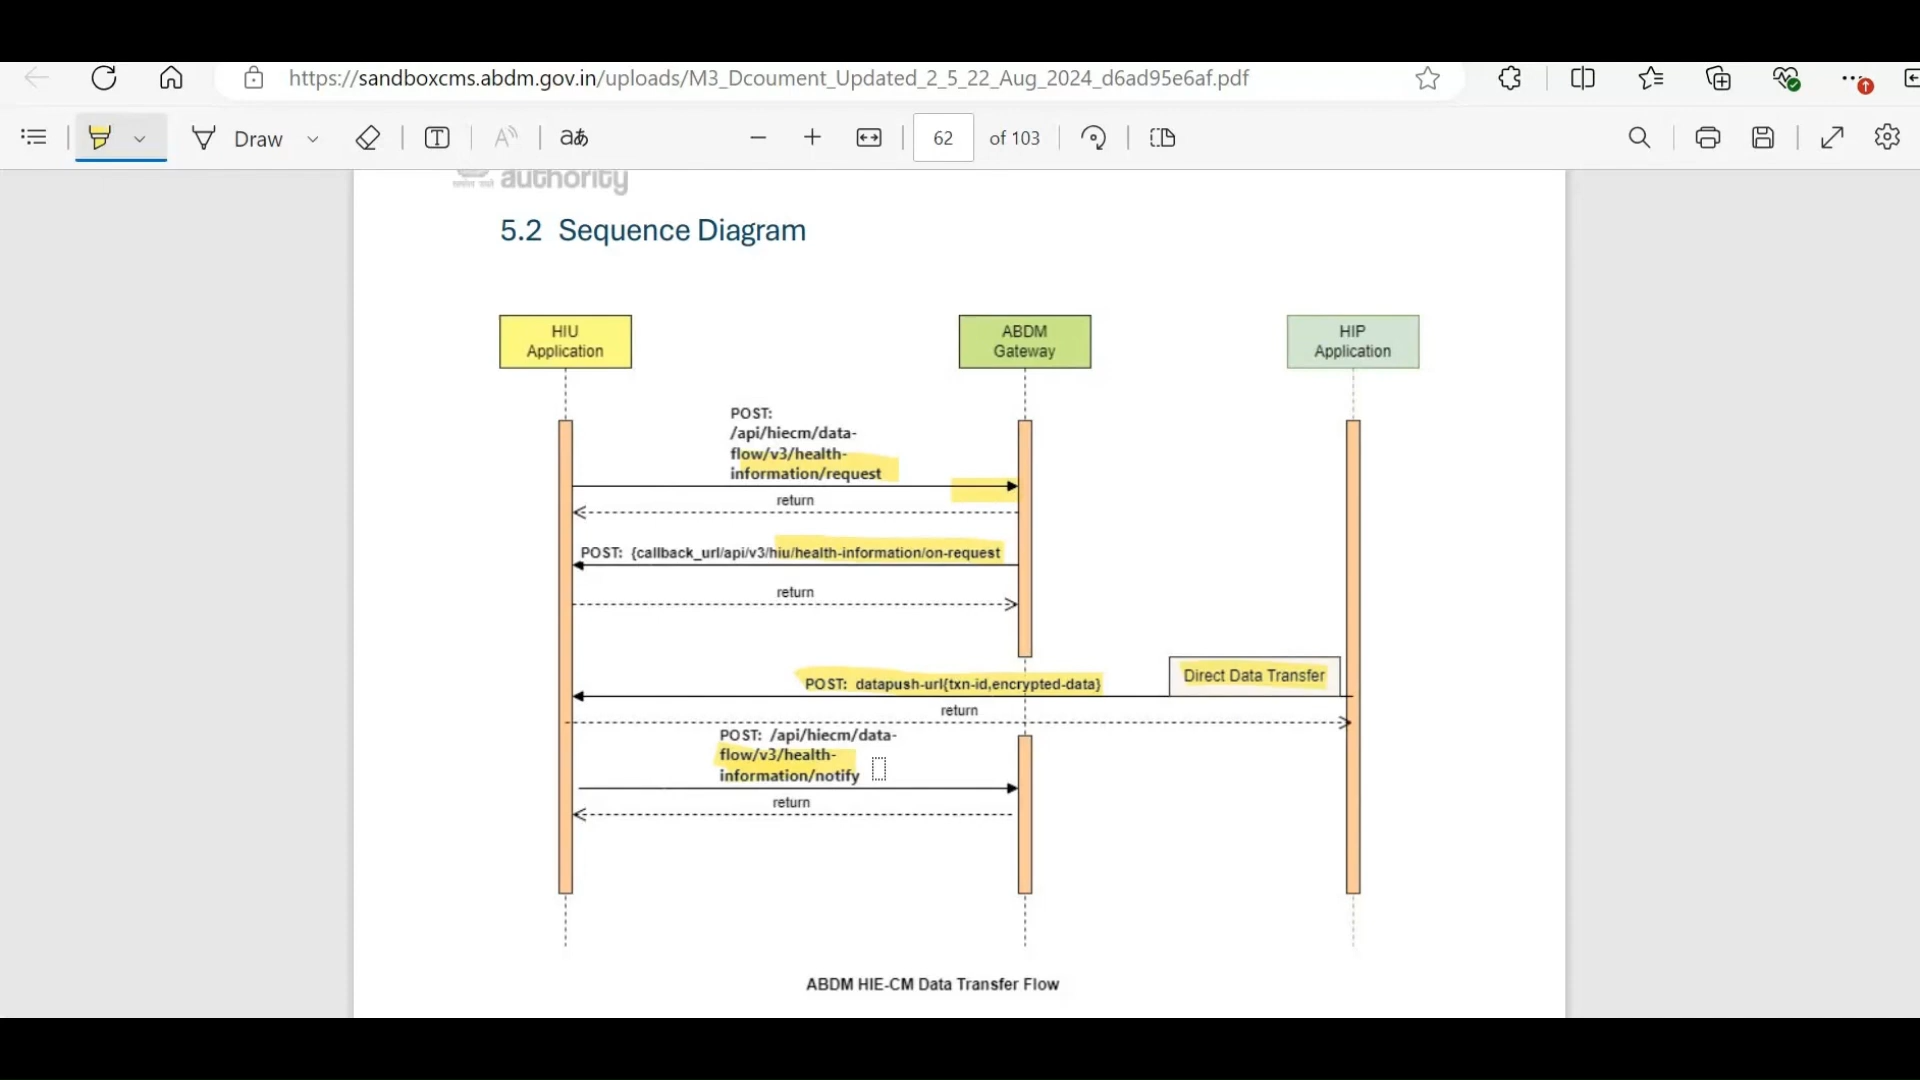 https://sandboxcms.abdm.gov.in/uploads/M3_Dcoument_Updated_2_5_22_Aug_2024_d6ad95e6af.pdf
Draw
T
A
aあ
62 of 103
authority
5.2 Sequence Diagram
HIU
Application
ABDM
Gateway
HIP
Application
POST:
/api/hiecm/data-
flow/v3/health-
information/request
return
POST: {callback_url/api/v3/hiu/health-information/on-request
return
Direct Data Transfer
POST: datapush-url{txn-id,encrypted-data}
return
POST: /api/hiecm/data-
flow/v3/health-
information/notify
return
ABDM HIE-CM Data Transfer Flow